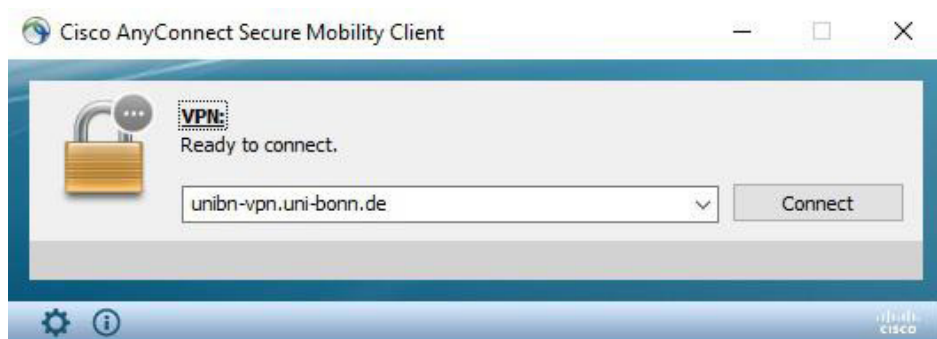 Cisco AnyConnect Secure Mobility Client
VPN:
Ready to connect.
unibn-vpn.uni-bonn.de
Connect
cisco